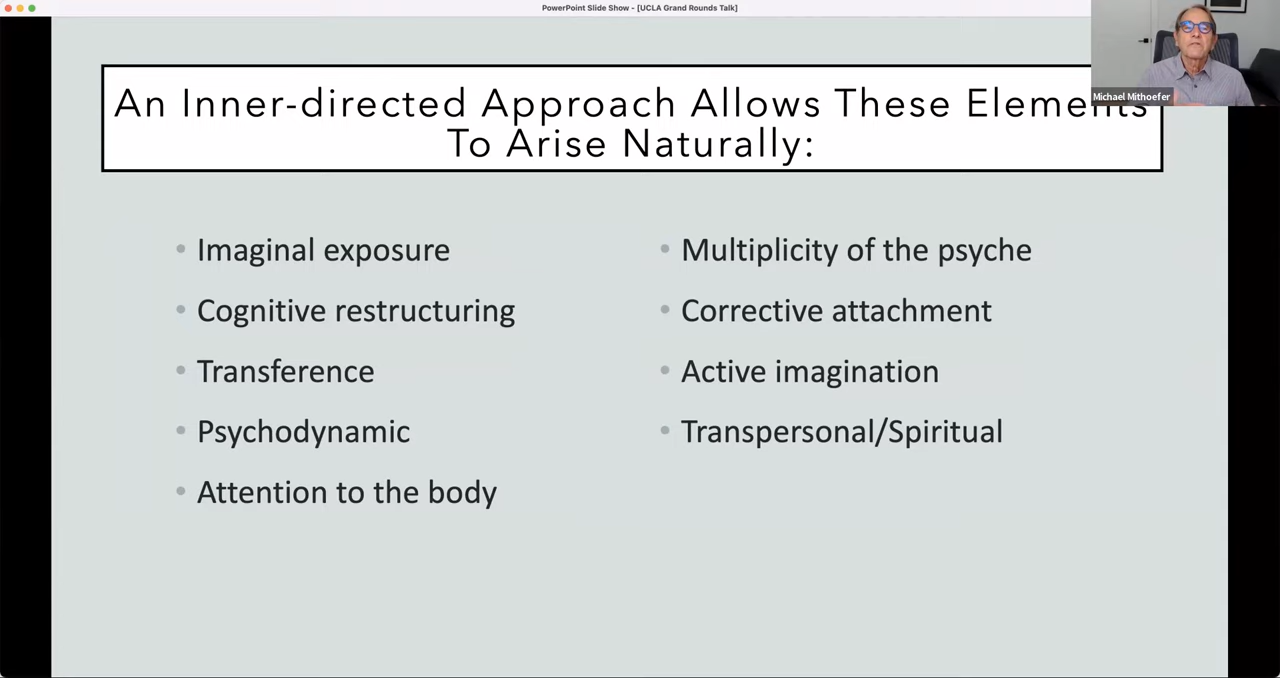 PowerPoint Slide Show - [UCLA Grand Rounds Talk]
Michael Mithoefer
An Inner-directed Approach Allows These Elements
To Arise Naturally:
• Imaginal exposure
• Cognitive restructuring
• Transference
• Psychodynamic
• Attention to the body
• Multiplicity of the psyche
• Corrective attachment
• Active imagination
• Transpersonal/Spiritual